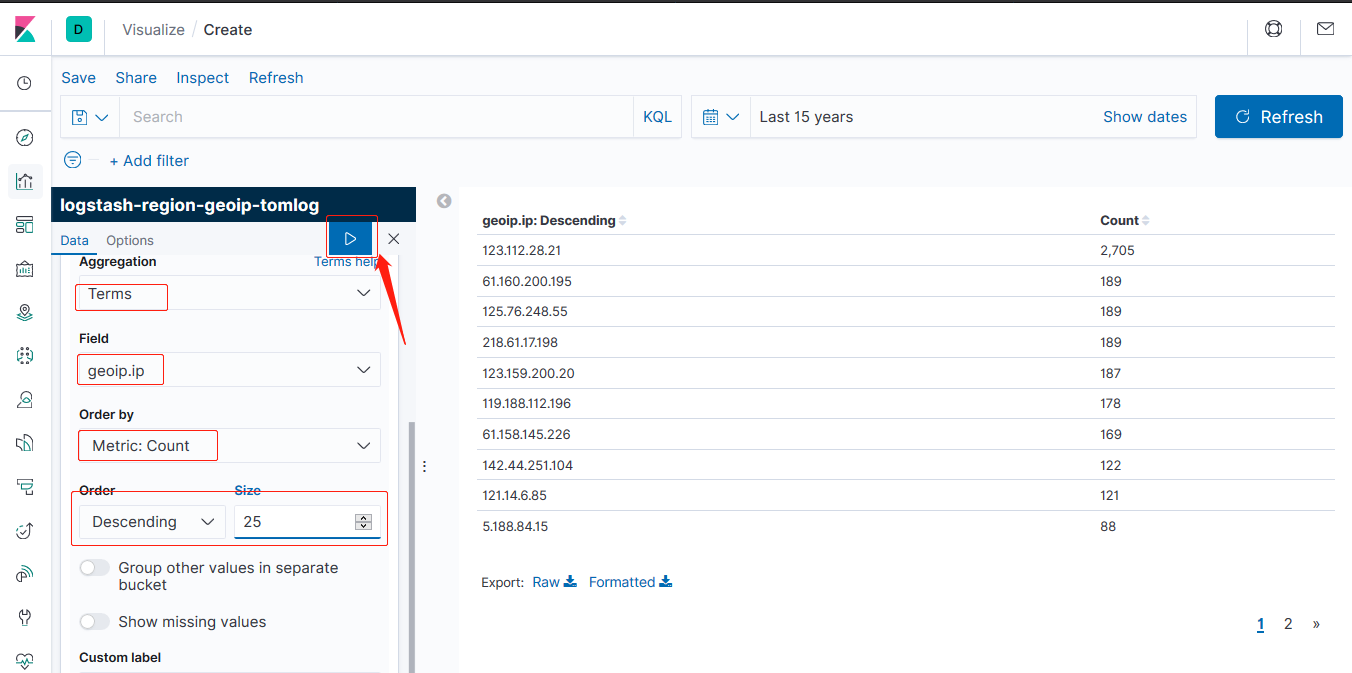 D Visualize / Create
Save Share Inspect Refresh
Search KQL Last 15 years Show dates Refresh
+ Add filter
logstash-region-geoip-tomlog
Data Options
Aggregation Terms help
Terms
Field
geoip.ip
Order by
Metric: Count
Order Size
Descending 25
Group other values in separate
bucket
Show missing values
Custom label
geoip.ip: Descending Count
123.112.28.21 2,705
61.160.200.195 189
125.76.248.55 189
218.61.17.198 189
123.159.200.20 187
119.188.112.196 178
61.158.145.226 169
142.44.251.104 122
121.14.6.85 121
5.188.84.15 88
Export: Raw Formatted
1 2 »